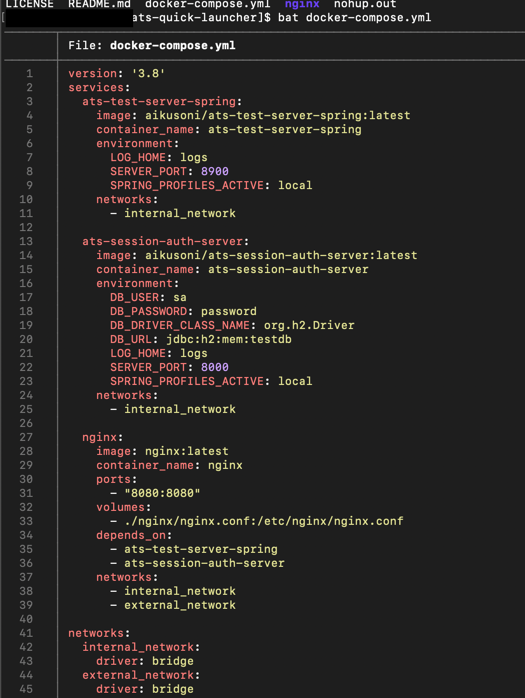 LICENSE  README.md  docker-compose.yml  nginx  nohup.out
[ats-quick-launcher]$ bat docker-compose.yml
File: docker-compose.yml
1 version: '3.8'
2 services:
3   ats-test-server-spring:
4     image: aikusoni/ats-test-server-spring:latest
5     container_name: ats-test-server-spring
6     environment:
7       LOG_HOME: logs
8       SERVER_PORT: 8900
9       SPRING_PROFILES_ACTIVE: local
10     networks:
11       - internal_network
12
13   ats-session-auth-server:
14     image: aikusoni/ats-session-auth-server:latest
15     container_name: ats-session-auth-server
16     environment:
17       DB_USER: sa
18       DB_PASSWORD: password
19       DB_DRIVER_CLASS_NAME: org.h2.Driver
20       DB_URL: jdbc:h2:mem:testdb
21       LOG_HOME: logs
22       SERVER_PORT: 8000
23       SPRING_PROFILES_ACTIVE: local
24     networks:
25       - internal_network
26
27   nginx:
28     image: nginx:latest
29     container_name: nginx
30     ports:
31       - "8080:8080"
32     volumes:
33       - ./nginx/nginx.conf:/etc/nginx/nginx.conf
34     depends_on:
35       - ats-test-server-spring
36       - ats-session-auth-server
37     networks:
38       - internal_network
39       - external_network
40
41 networks:
42   internal_network:
43     driver: bridge
44   external_network:
45     driver: bridge